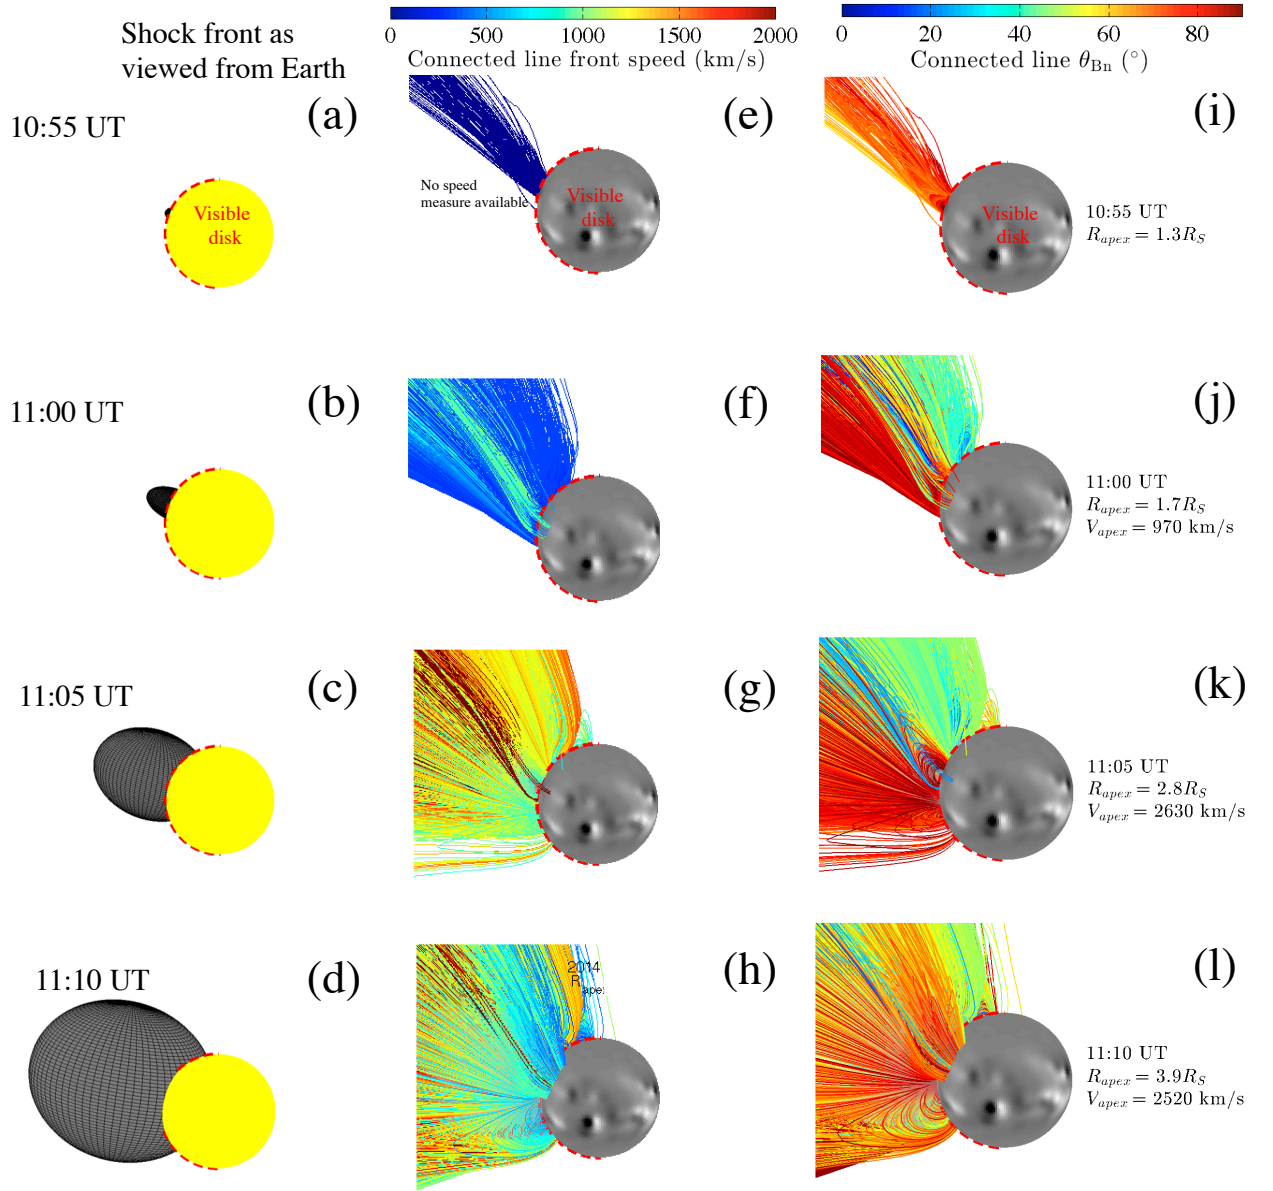 Shock front as
viewed from Earth
0 500 1000 1500 2000
Connected line front speed (km/s)
0 20 40 60 80
Connected line θBn (°)
10:55 UT
(a)
Visible
disk
(e)
No speed
measure available
Visible
disk
(i)
Visible
disk
10:55 UT
Rapex = 1.3RS
11:00 UT
(b)
(f)
(j)
11:00 UT
Rapex = 1.7RS
Vapex = 970 km/s
11:05 UT
(c)
(g)
(k)
11:05 UT
Rapex = 2.8RS
Vapex = 2630 km/s
11:10 UT
(d)
2014
Rape:
(h)
(l)
11:10 UT
Rapex = 3.9RS
Vapex = 2520 km/s